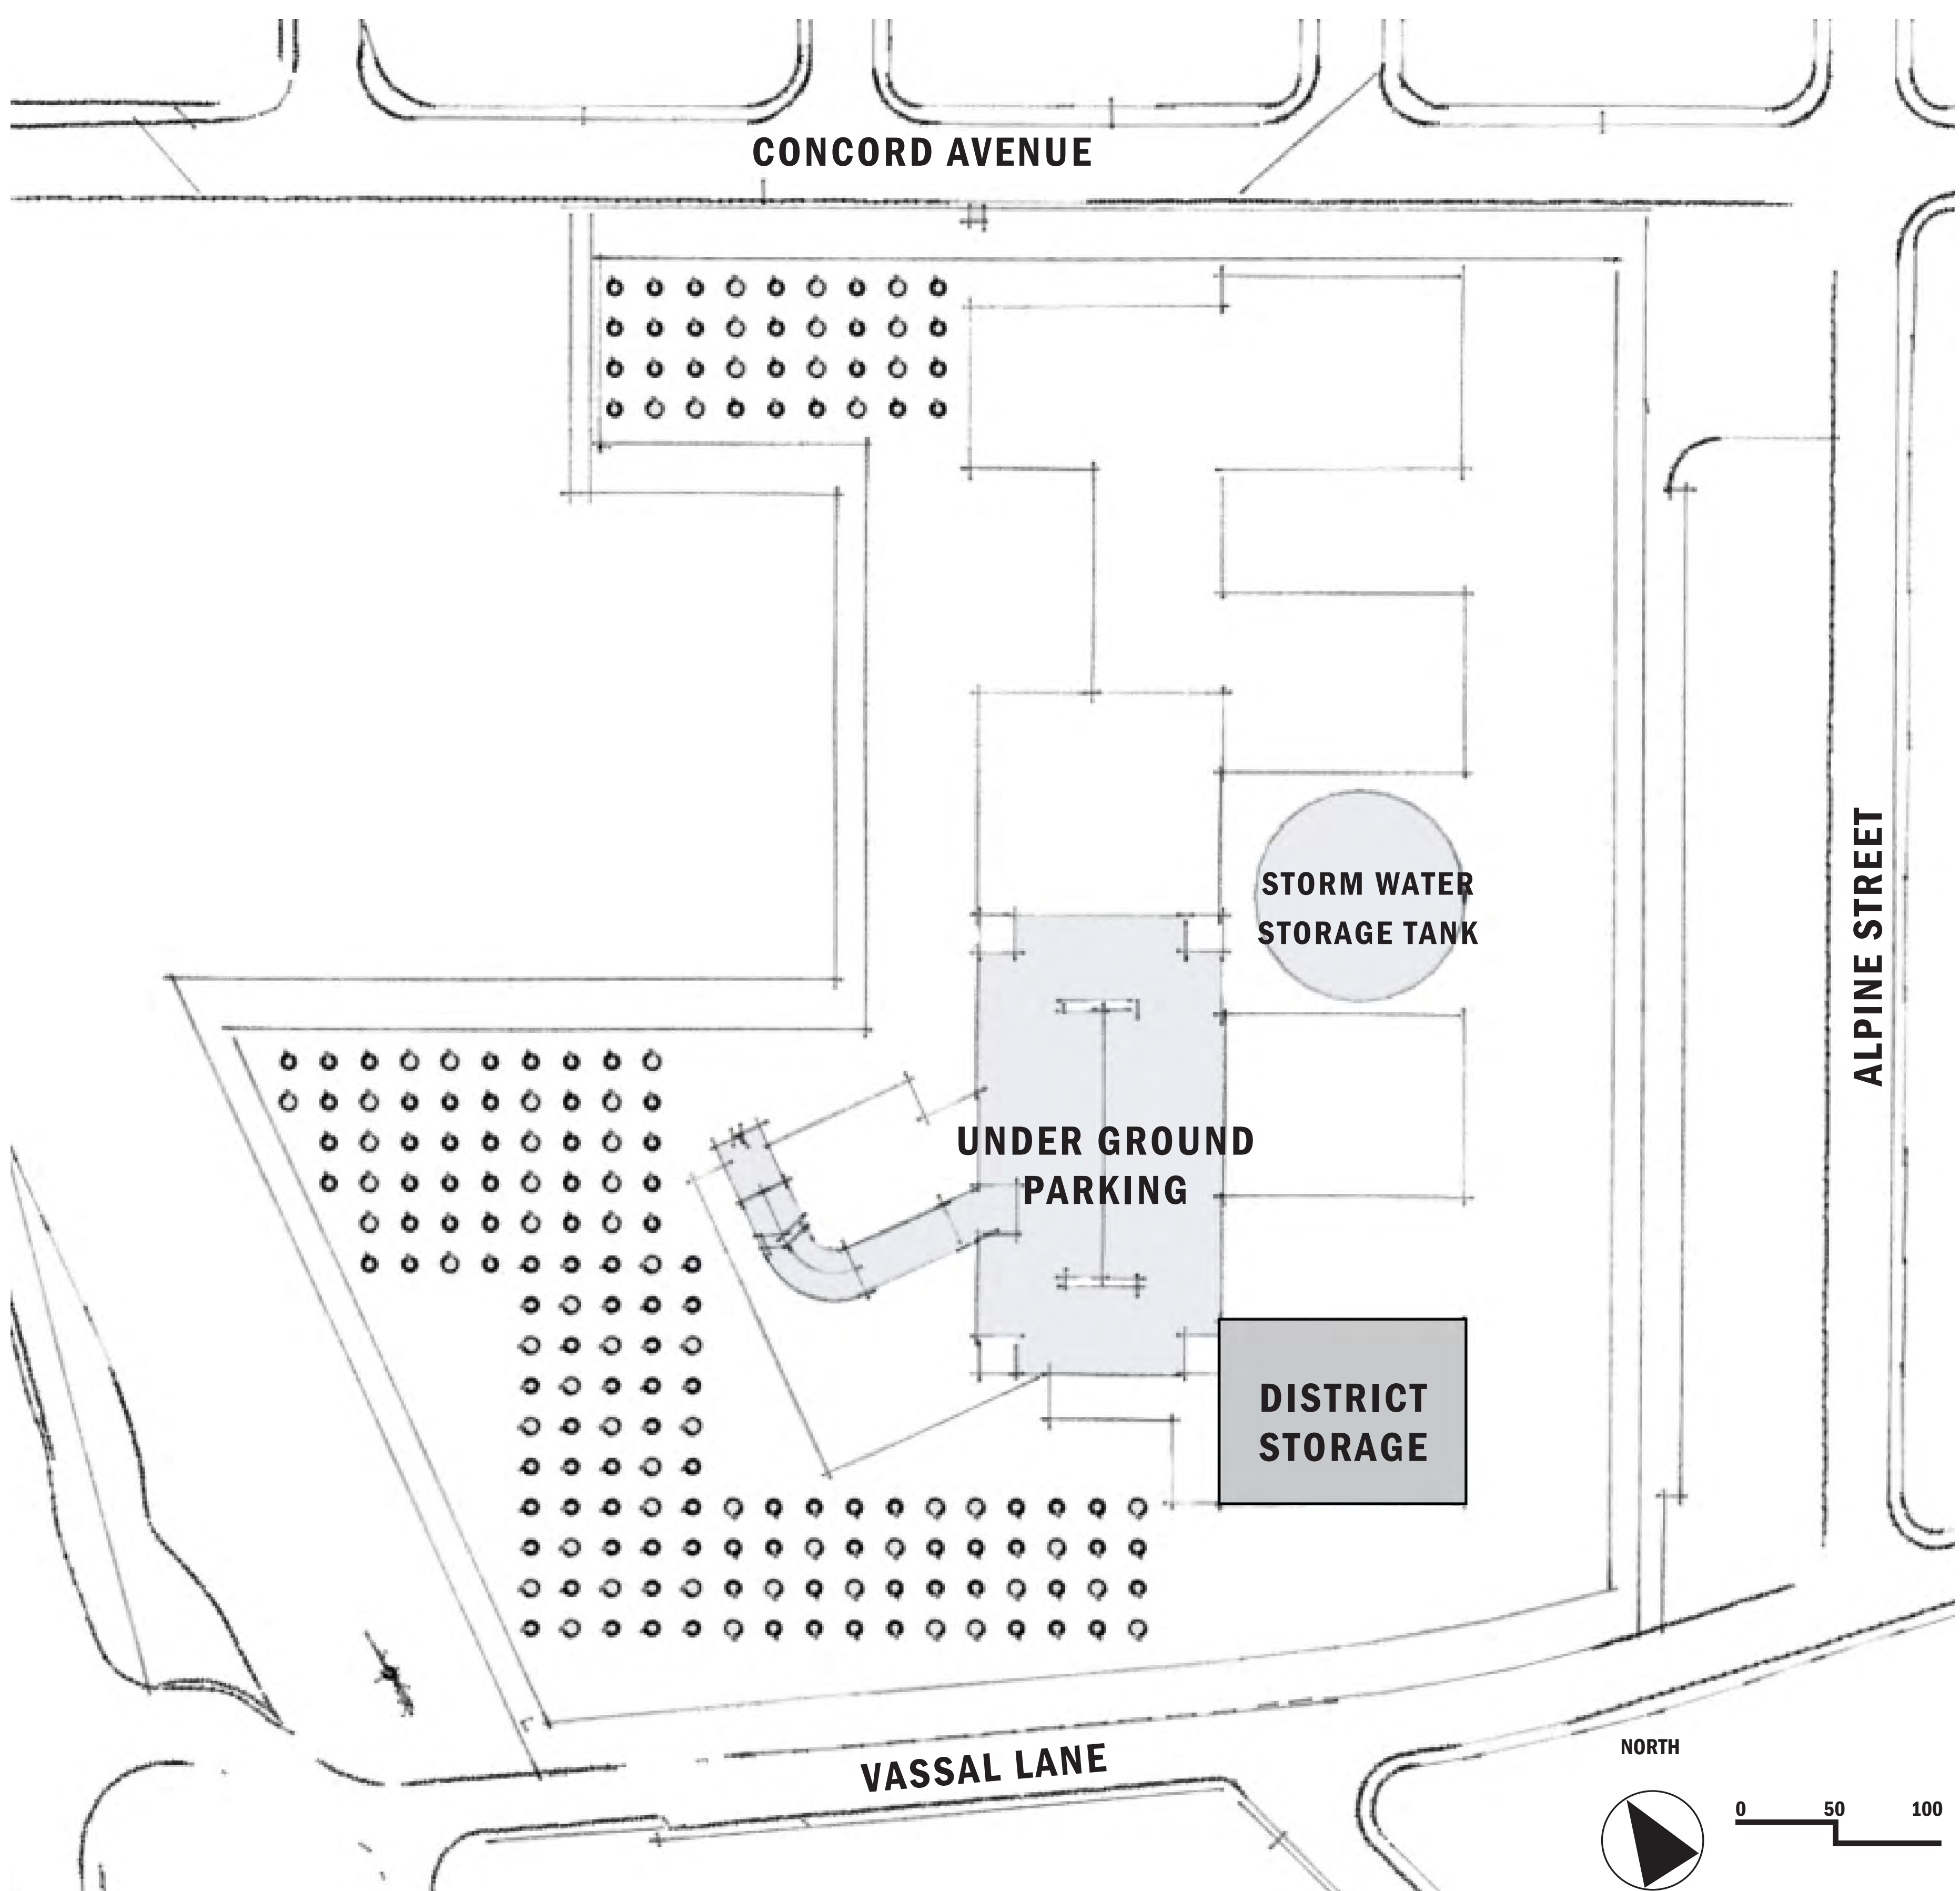 CONCORD AVENUE
STORM WATER
STORAGE TANK
ALPINE STREET
UNDER GROUND
PARKING
DISTRICT
STORAGE
VASSAL LANE
NORTH
0 50 100